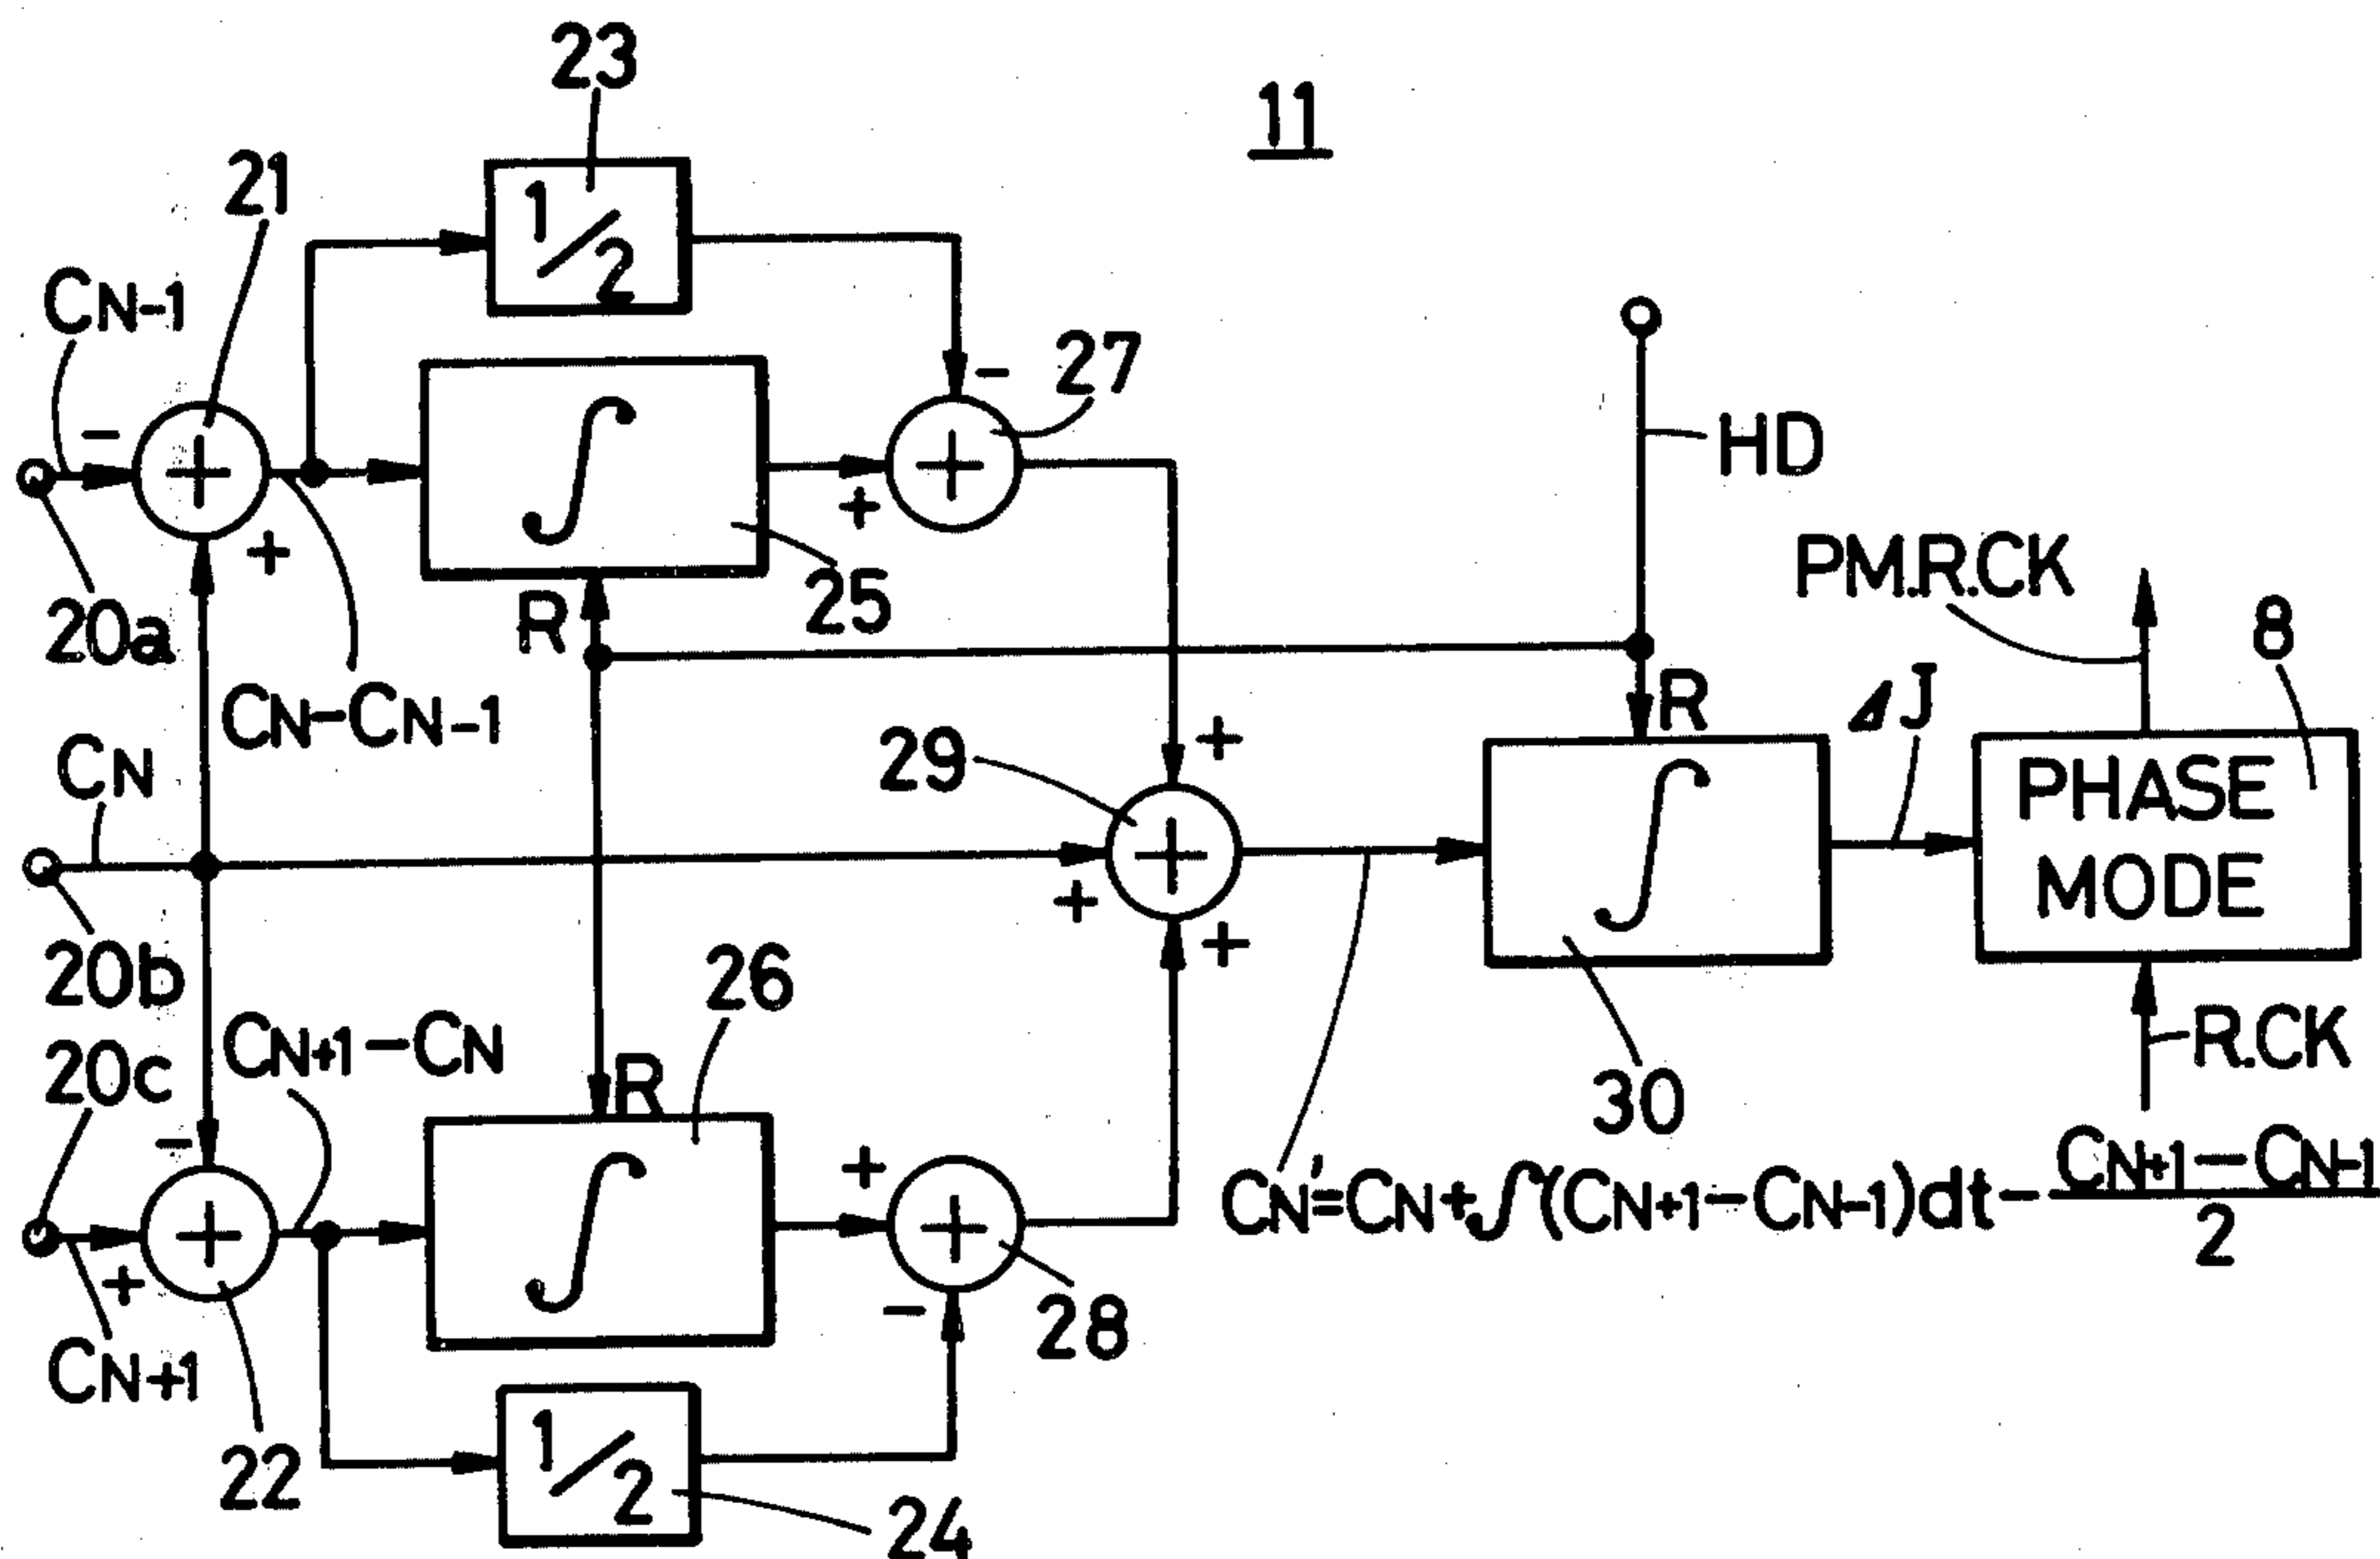 23
11
21
1/2
CN-1
27
−
−
+
∫
HD
+
+
25
PM.R.CK
20a
R
8
CN−CN-1
R
ΔJ
CN
29
+
+
∫
PHASE
MODE
+
+
20b
26
CN+1−CN
20c
R
R.CK
−
+
30
+
∫
+
CN'=CN+∫(CN+1−CN-1)dt−CN+1−CN-1/2
−
28
CN+1
22
1/2
24